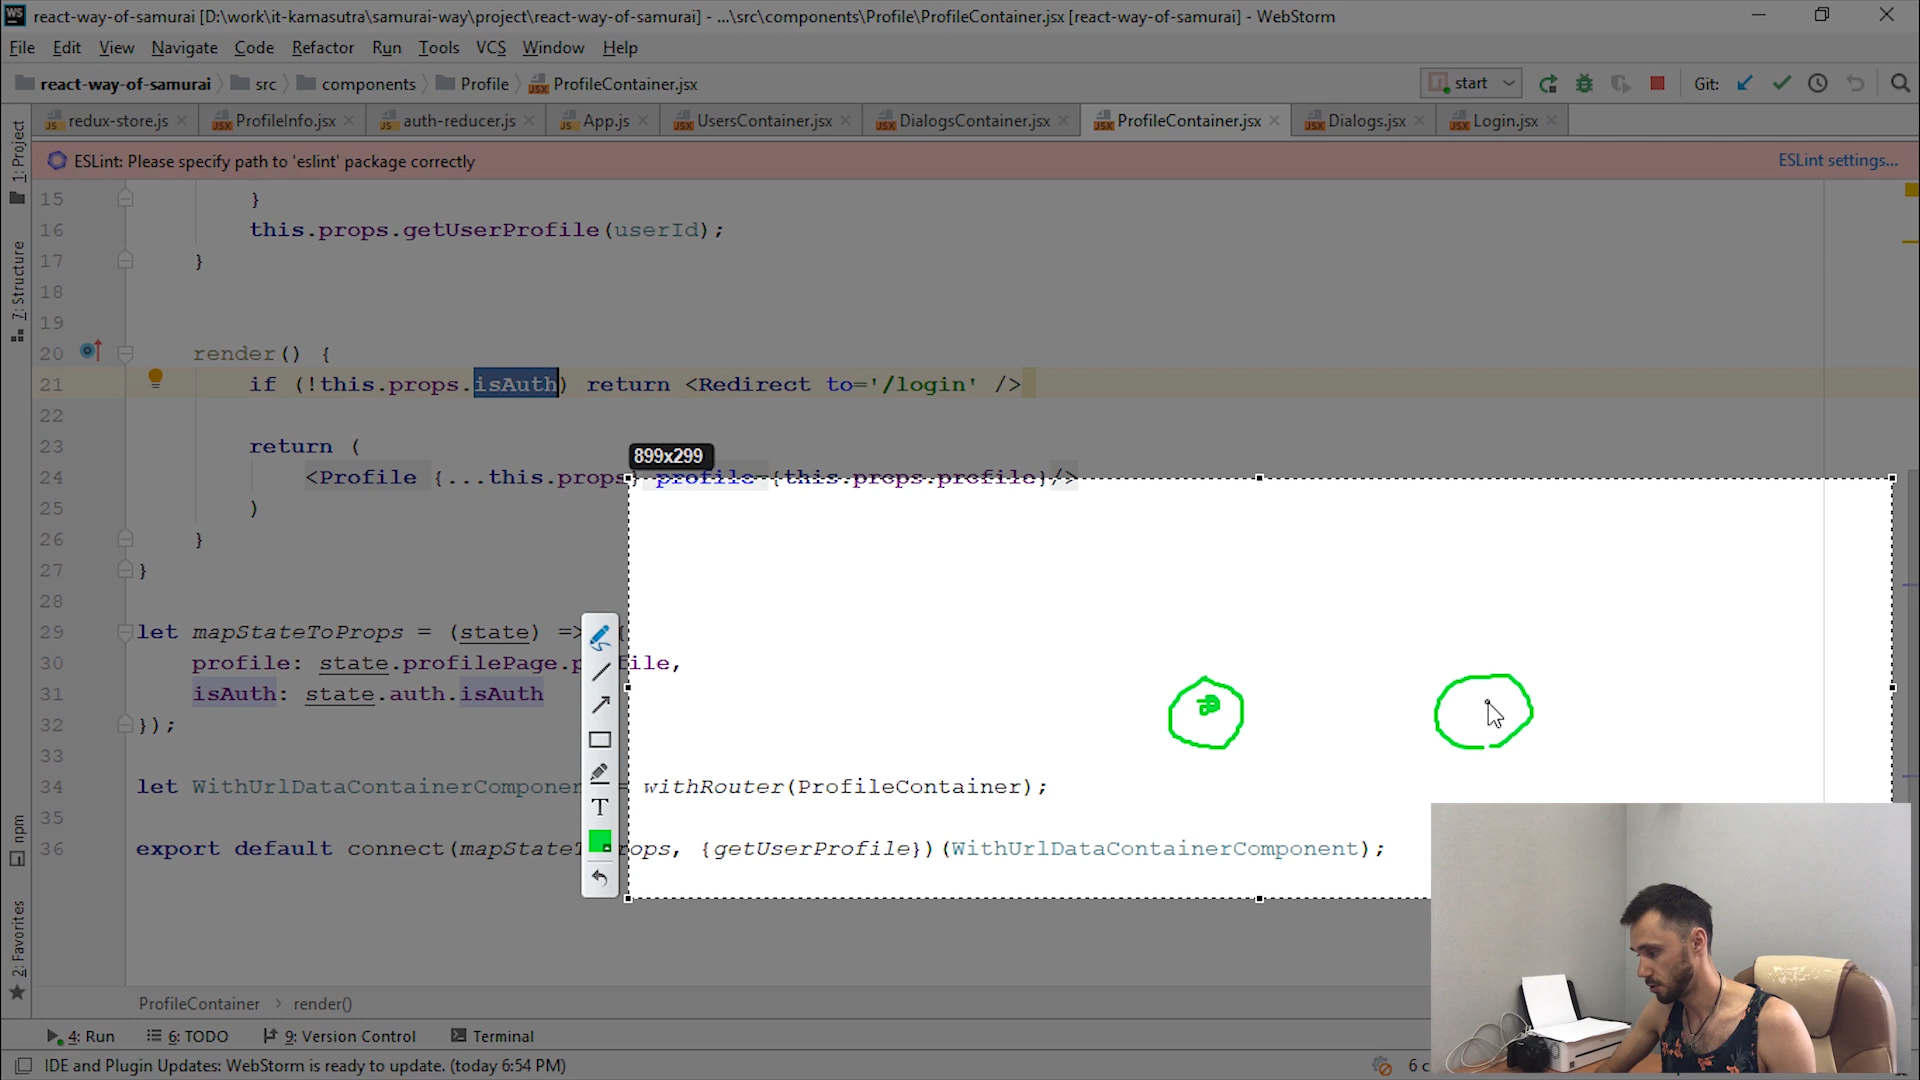 WS react-way-of-samurai [D:\work\it-kamasutra\samurai-way\project\react-way-of-samurai] - ...\src\components\Profile\ProfileContainer.jsx [react-way-of-samurai] - WebStorm
File Edit View Navigate Code Refactor Run Tools VCS Window Help
react-way-of-samurai src components Profile ProfileContainer.jsx start Git:
redux-store.js ProfileInfo.jsx auth-reducer.js App.js UsersContainer.jsx DialogsContainer.jsx ProfileContainer.jsx Dialogs.jsx Login.jsx
ESLint: Please specify path to 'eslint' package correctly ESLint settings...
1: Project
7: Structure
npm
2: Favorites
15 }
16 this.props.getUserProfile(userId);
17 }
18
19
20 render() {
21 if (!this.props.isAuth) return <Redirect to='/login' />
22
23 return (
899x299
24 <Profile {...this.props} profile={this.props.profile}/>
25 )
26 }
27 }
28
29 let mapStateToProps = (state) => {
30 profile: state.profilePage.profile,
31 isAuth: state.auth.isAuth
32 });
33
34 let WithUrlDataContainerComponent = withRouter(ProfileContainer);
35
36 export default connect(mapStateToProps, {getUserProfile})(WithUrlDataContainerComponent);
T
ProfileContainer render()
4: Run 6: TODO 9: Version Control Terminal
IDE and Plugin Updates: WebStorm is ready to update. (today 6:54 PM) 6